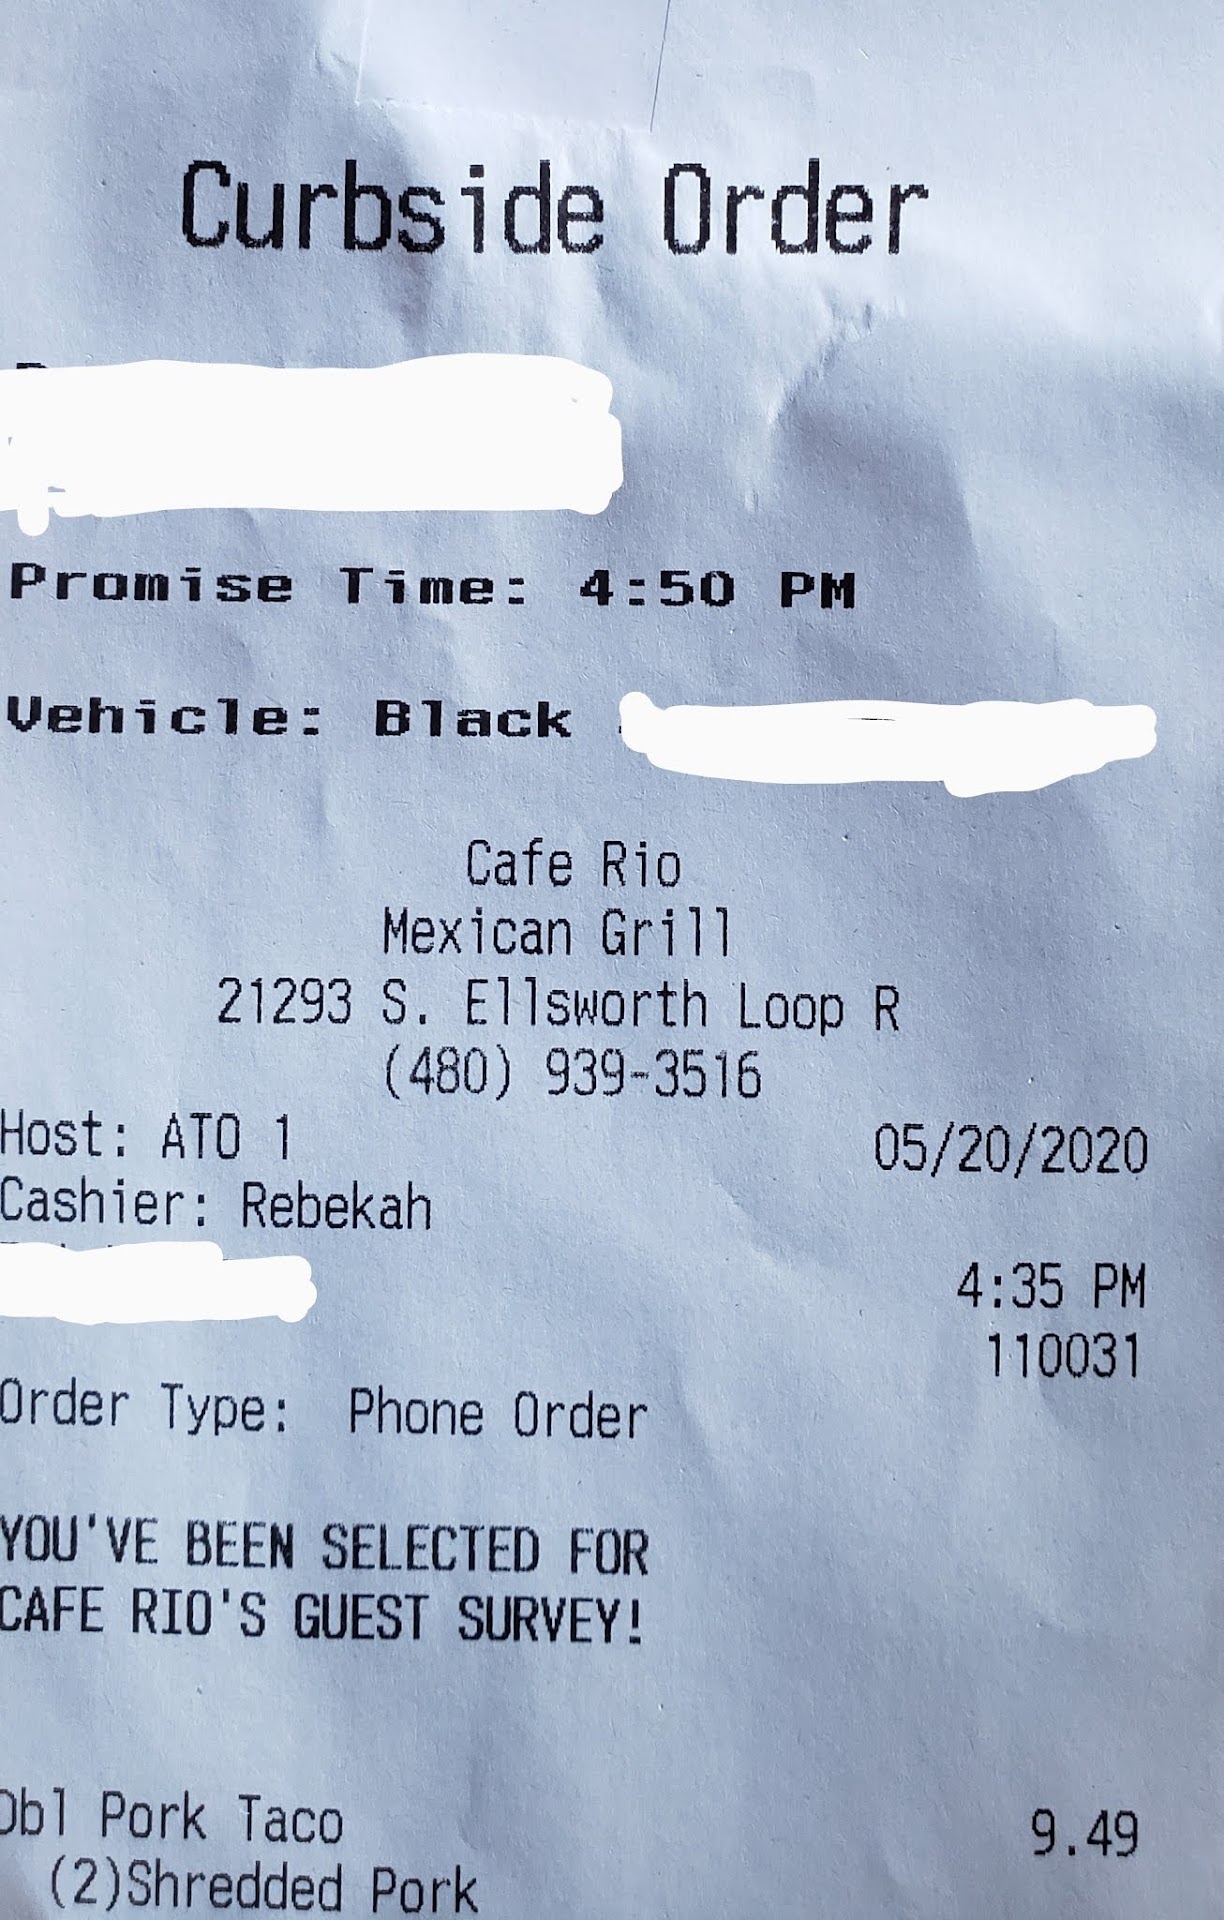 Curbside Order
Promise Time: 4:50 PM
Vehicle: Black
Cafe Rio
Mexican Grill
21293 S. Ellsworth Loop R
(480) 939-3516
Host: ATO 1 05/20/2020
Cashier: Rebekah
4:35 PM
110031
Order Type: Phone Order
YOU'VE BEEN SELECTED FOR
CAFE RIO'S GUEST SURVEY!
Dbl Pork Taco 9.49
(2)Shredded Pork